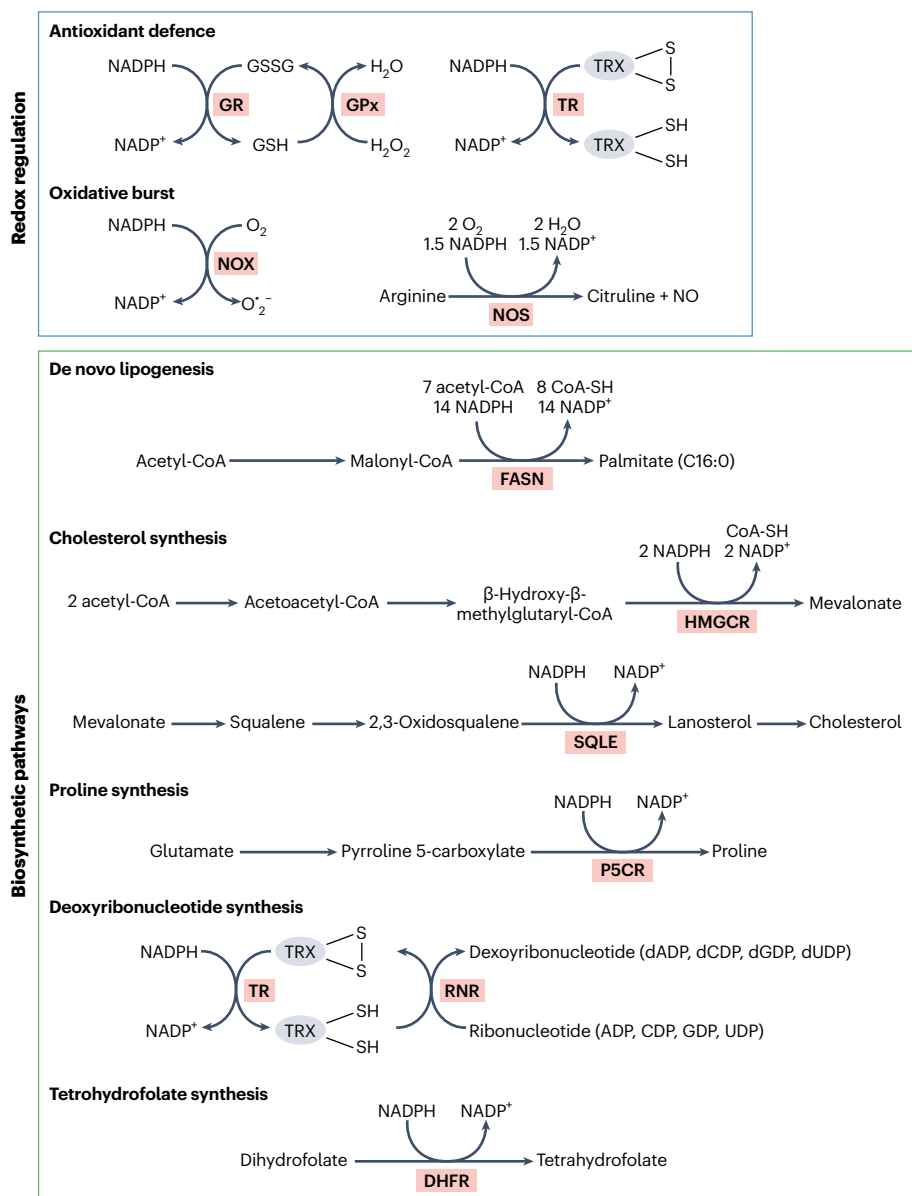 Redox regulation
Antioxidant defence
NADPH
GSSG
H₂O
GR
GPx
NADP⁺
GSH
H₂O₂
NADPH
TRX
S
S
TR
NADP⁺
TRX
SH
SH
Oxidative burst
NADPH
O₂
NOX
NADP⁺
O•₂⁻
2 O₂
2 H₂O
1.5 NADPH
1.5 NADP⁺
Arginine
Citruline + NO
NOS
Biosynthetic pathways
De novo lipogenesis
7 acetyl-CoA
8 CoA-SH
14 NADPH
14 NADP⁺
Acetyl-CoA
Malonyl-CoA
Palmitate (C16:0)
FASN
Cholesterol synthesis
CoA-SH
2 NADPH
2 NADP⁺
2 acetyl-CoA
Acetoacetyl-CoA
β-Hydroxy-β-
methylglutaryl-CoA
Mevalonate
HMGCR
NADPH
NADP⁺
Mevalonate
Squalene
2,3-Oxidosqualene
Lanosterol
Cholesterol
SQLE
Proline synthesis
NADPH
NADP⁺
Glutamate
Pyrroline 5-carboxylate
Proline
P5CR
Deoxyribonucleotide synthesis
NADPH
TRX
S
S
Dexoyribonucleotide (dADP, dCDP, dGDP, dUDP)
TR
RNR
NADP⁺
TRX
SH
SH
Ribonucleotide (ADP, CDP, GDP, UDP)
Tetrohydrofolate synthesis
NADPH
NADP⁺
Dihydrofolate
Tetrahydrofolate
DHFR